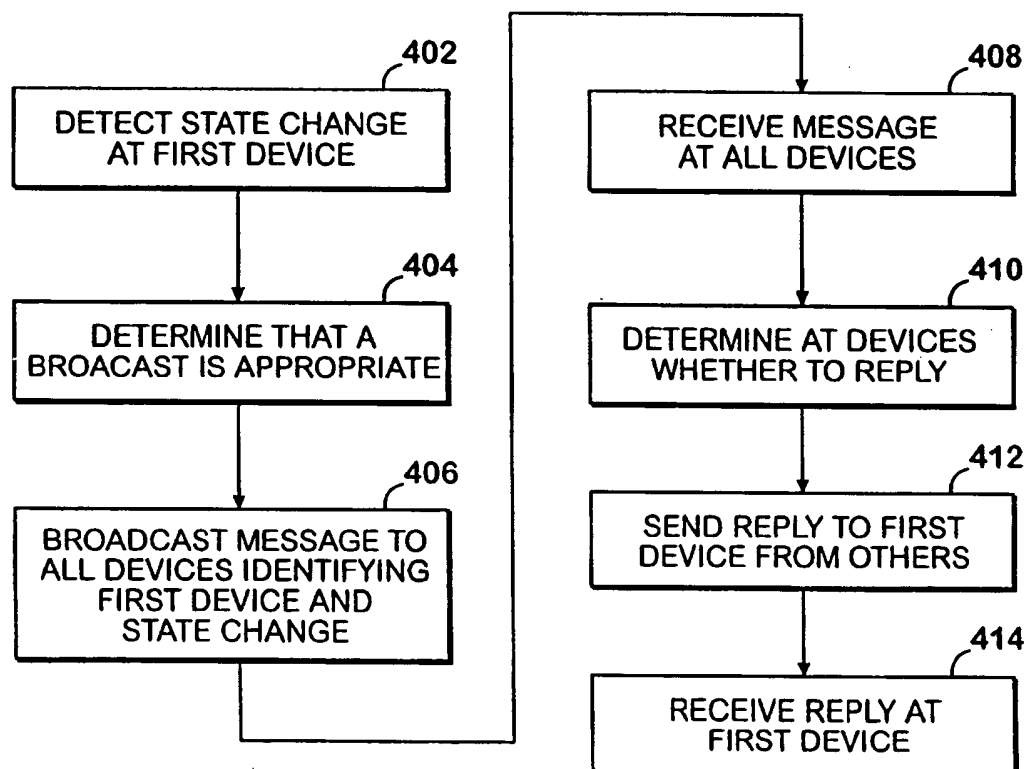 402
DETECT STATE CHANGE
AT FIRST DEVICE
404
DETERMINE THAT A
BROACAST IS APPROPRIATE
406
BROADCAST MESSAGE TO
ALL DEVICES IDENTIFYING
FIRST DEVICE AND
STATE CHANGE
408
RECEIVE MESSAGE
AT ALL DEVICES
410
DETERMINE AT DEVICES
WHETHER TO REPLY
412
SEND REPLY TO FIRST
DEVICE FROM OTHERS
414
RECEIVE REPLY AT
FIRST DEVICE